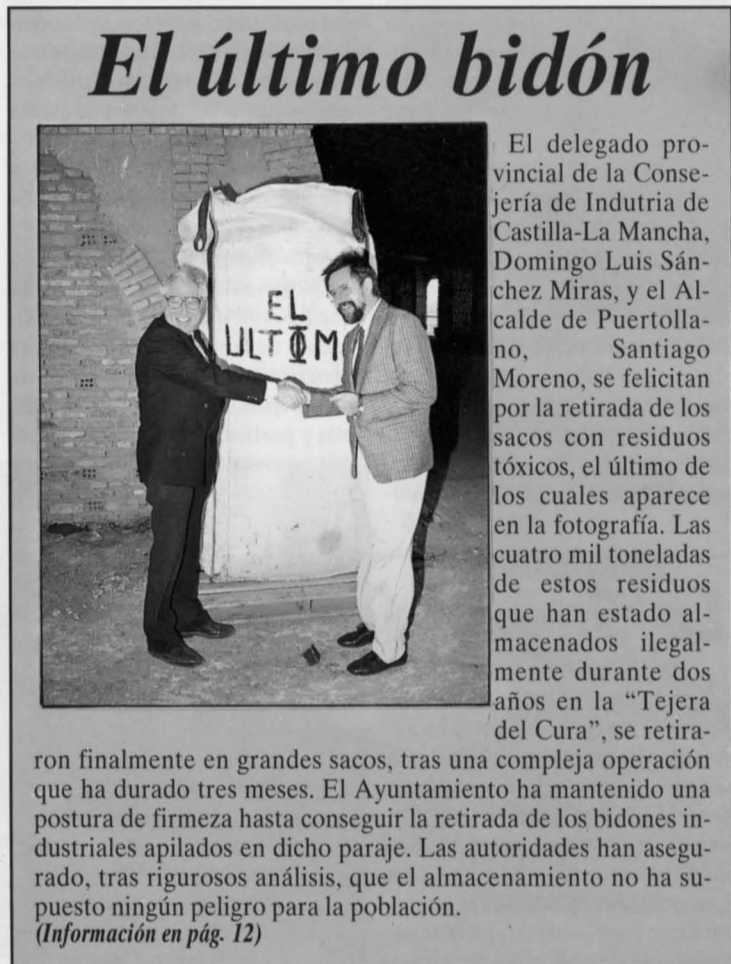 El último bidón
EL
ULTIM
El delegado pro-
vincial de la Conse-
jería de Indutria de
Castilla-La Mancha,
Domingo Luis Sán-
chez Miras, y el Al-
calde de Puertolla-
no, Santiago
Moreno, se felicitan
por la retirada de los
sacos con residuos
tóxicos, el último de
los cuales aparece
en la fotografía. Las
cuatro mil toneladas
de estos residuos
que han estado al-
macenados ilegal-
mente durante dos
años en la “Tejera
del Cura”, se retira-
ron finalmente en grandes sacos, tras una compleja operación
que ha durado tres meses. El Ayuntamiento ha mantenido una
postura de firmeza hasta conseguir la retirada de los bidones in-
dustriales apilados en dicho paraje. Las autoridades han asegu-
rado, tras rigurosos análisis, que el almacenamiento no ha su-
puesto ningún peligro para la población.
(Información en pág. 12)